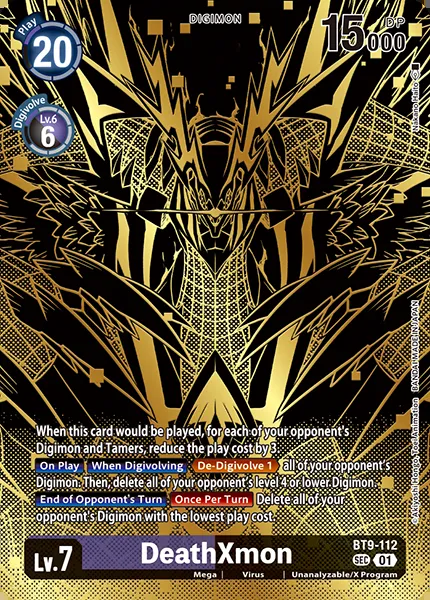 DIGIMON
Play
20
DP
15000
Digivolve
Lv.6
6
When this card would be played, for each of your opponent's
Digimon and Tamers, reduce the play cost by 3.
On Play When Digivolving De-Digivolve 1 all of your opponent's
Digimon. Then, delete all of your opponent's level 4 or lower Digimon.
End of Opponent's Turn Once Per Turn Delete all of your
opponent's Digimon with the lowest play cost.
Lv.7
DeathXmon
BT9-112
SEC 01
Mega | Virus | Unanalyzable/X Program
©Akiyoshi Hongo, Toei Animation BANDAI MADE IN JAPAN